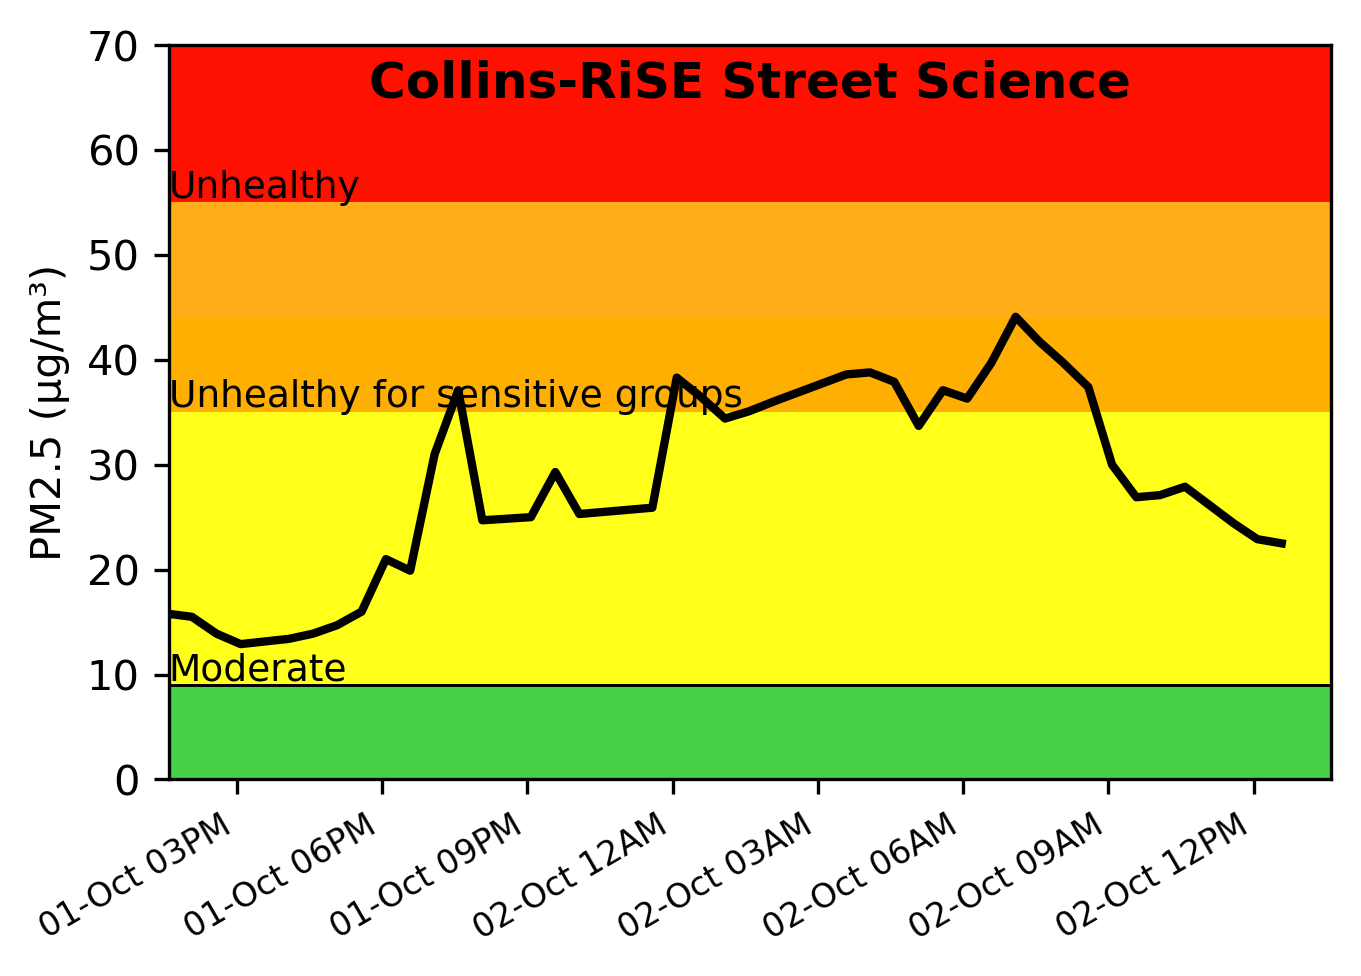 Collins-RiSE Street Science
70
60
50
40
30
20
10
0
PM2.5 (µg/m³)
Unhealthy
Unhealthy for sensitive groups
Moderate
01-Oct 03PM
01-Oct 06PM
01-Oct 09PM
02-Oct 12AM
02-Oct 03AM
02-Oct 06AM
02-Oct 09AM
02-Oct 12PM